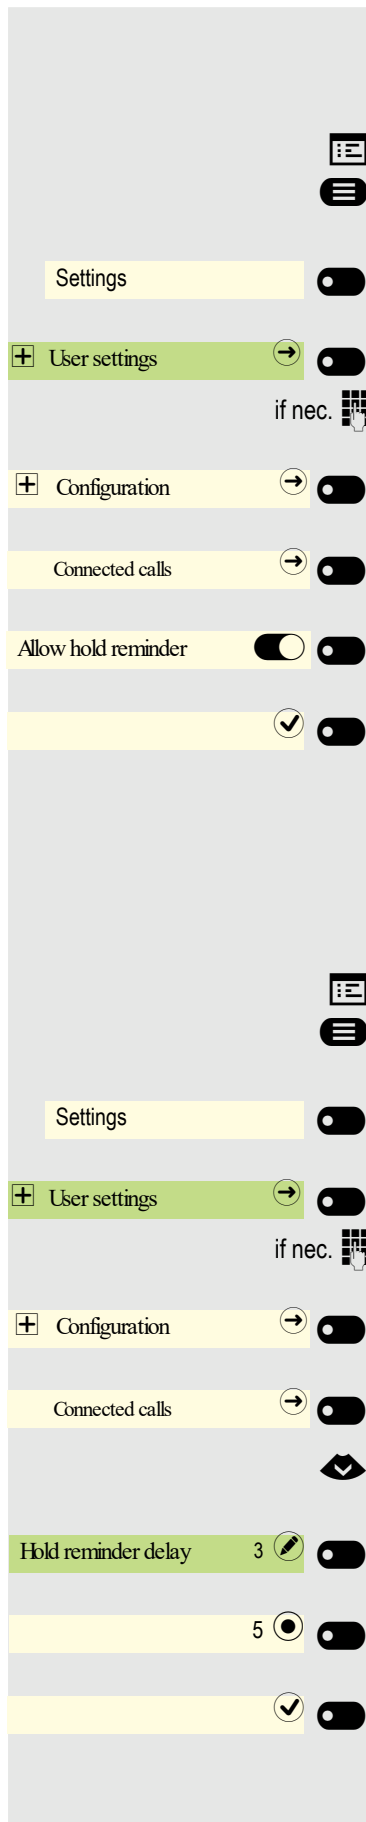 Settings
User settings
if nec.
Configuration
Connected calls
Allow hold reminder
Settings
User settings
if nec.
Configuration
Connected calls
Hold reminder delay 3
5